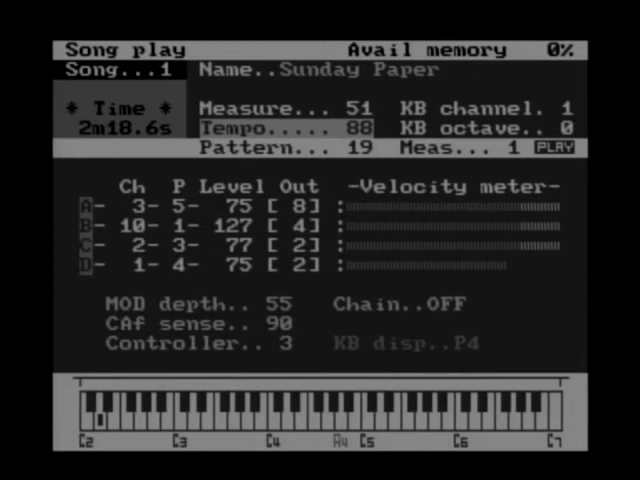 Song play Avail memory 0%
Song...1 Name..Sunday Paper
* Time * Measure... 51 KB channel. 1
2m18.6s Tempo..... 88 KB octave.. 0
Pattern... 19 Meas... 1 PLAY
Ch P Level Out -Velocity meter-
A- 3- 5- 75 [ 8] :
B- 10- 1- 127 [ 4] :
C- 2- 3- 77 [ 2] :
D- 1- 4- 75 [ 2] :
MOD depth.. 55 Chain..OFF
CAf sense.. 90
Controller.. 3 KB disp..P4
C2 C3 C4 A4 C5 C6 C7